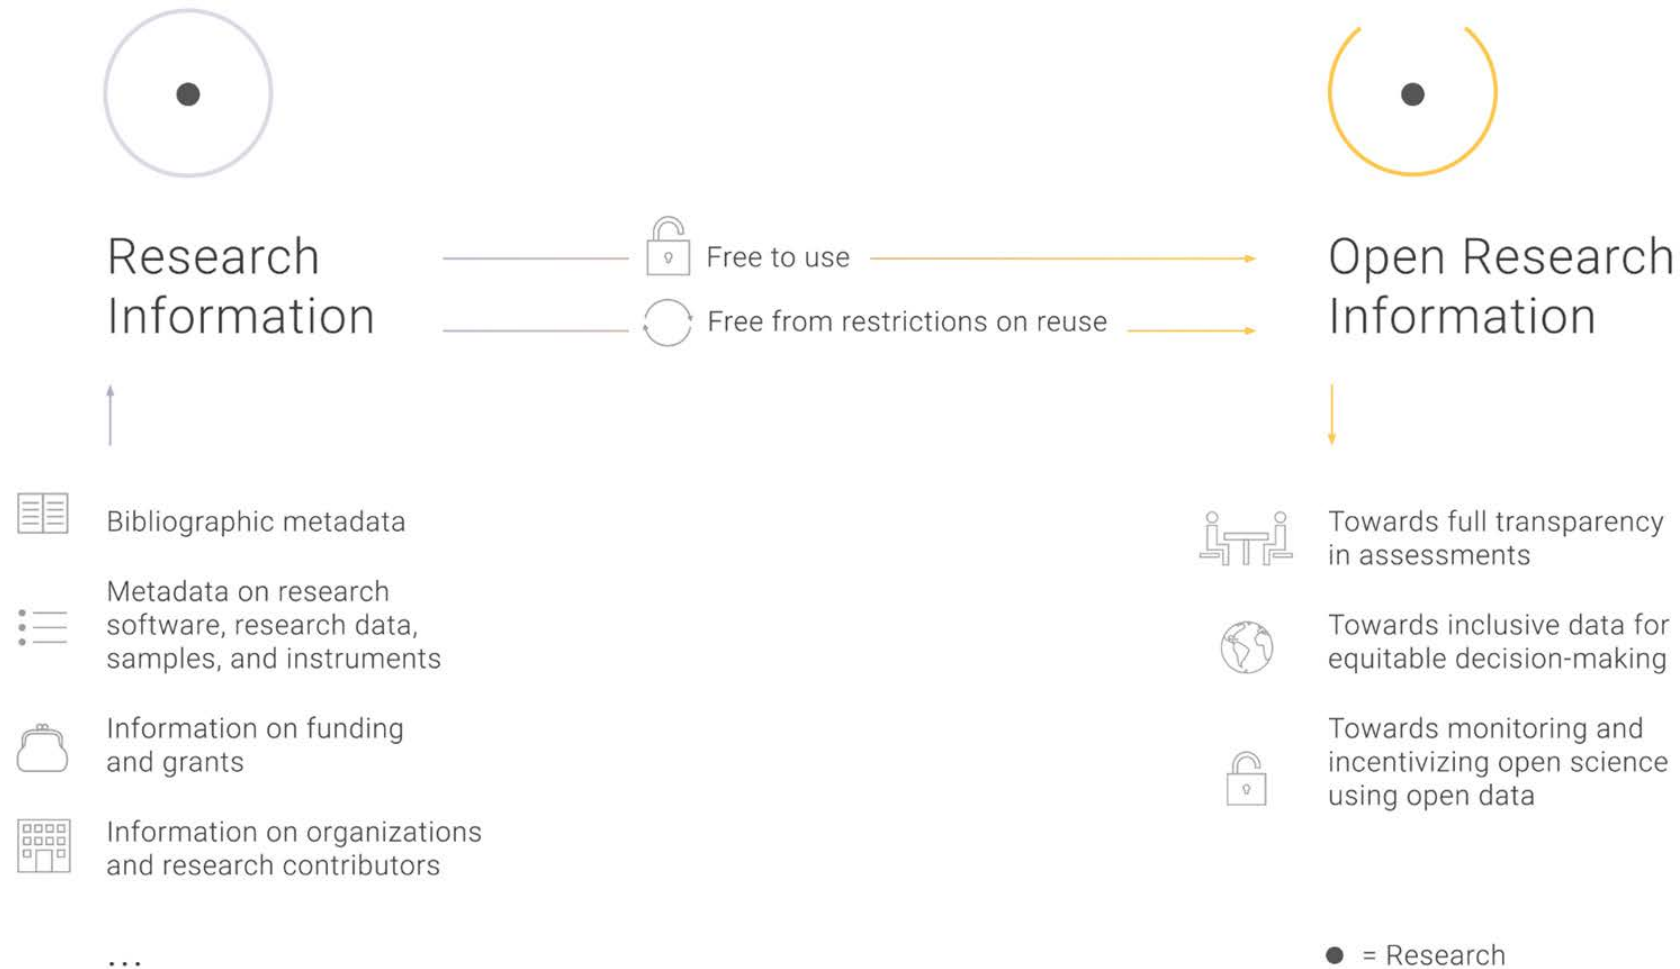 Research
Information
Free to use
Free from restrictions on reuse
Open Research
Information
Bibliographic metadata
Metadata on research
software, research data,
samples, and instruments
Information on funding
and grants
Information on organizations
and research contributors
...
Towards full transparency
in assessments
Towards inclusive data for
equitable decision-making
Towards monitoring and
incentivizing open science
using open data
= Research